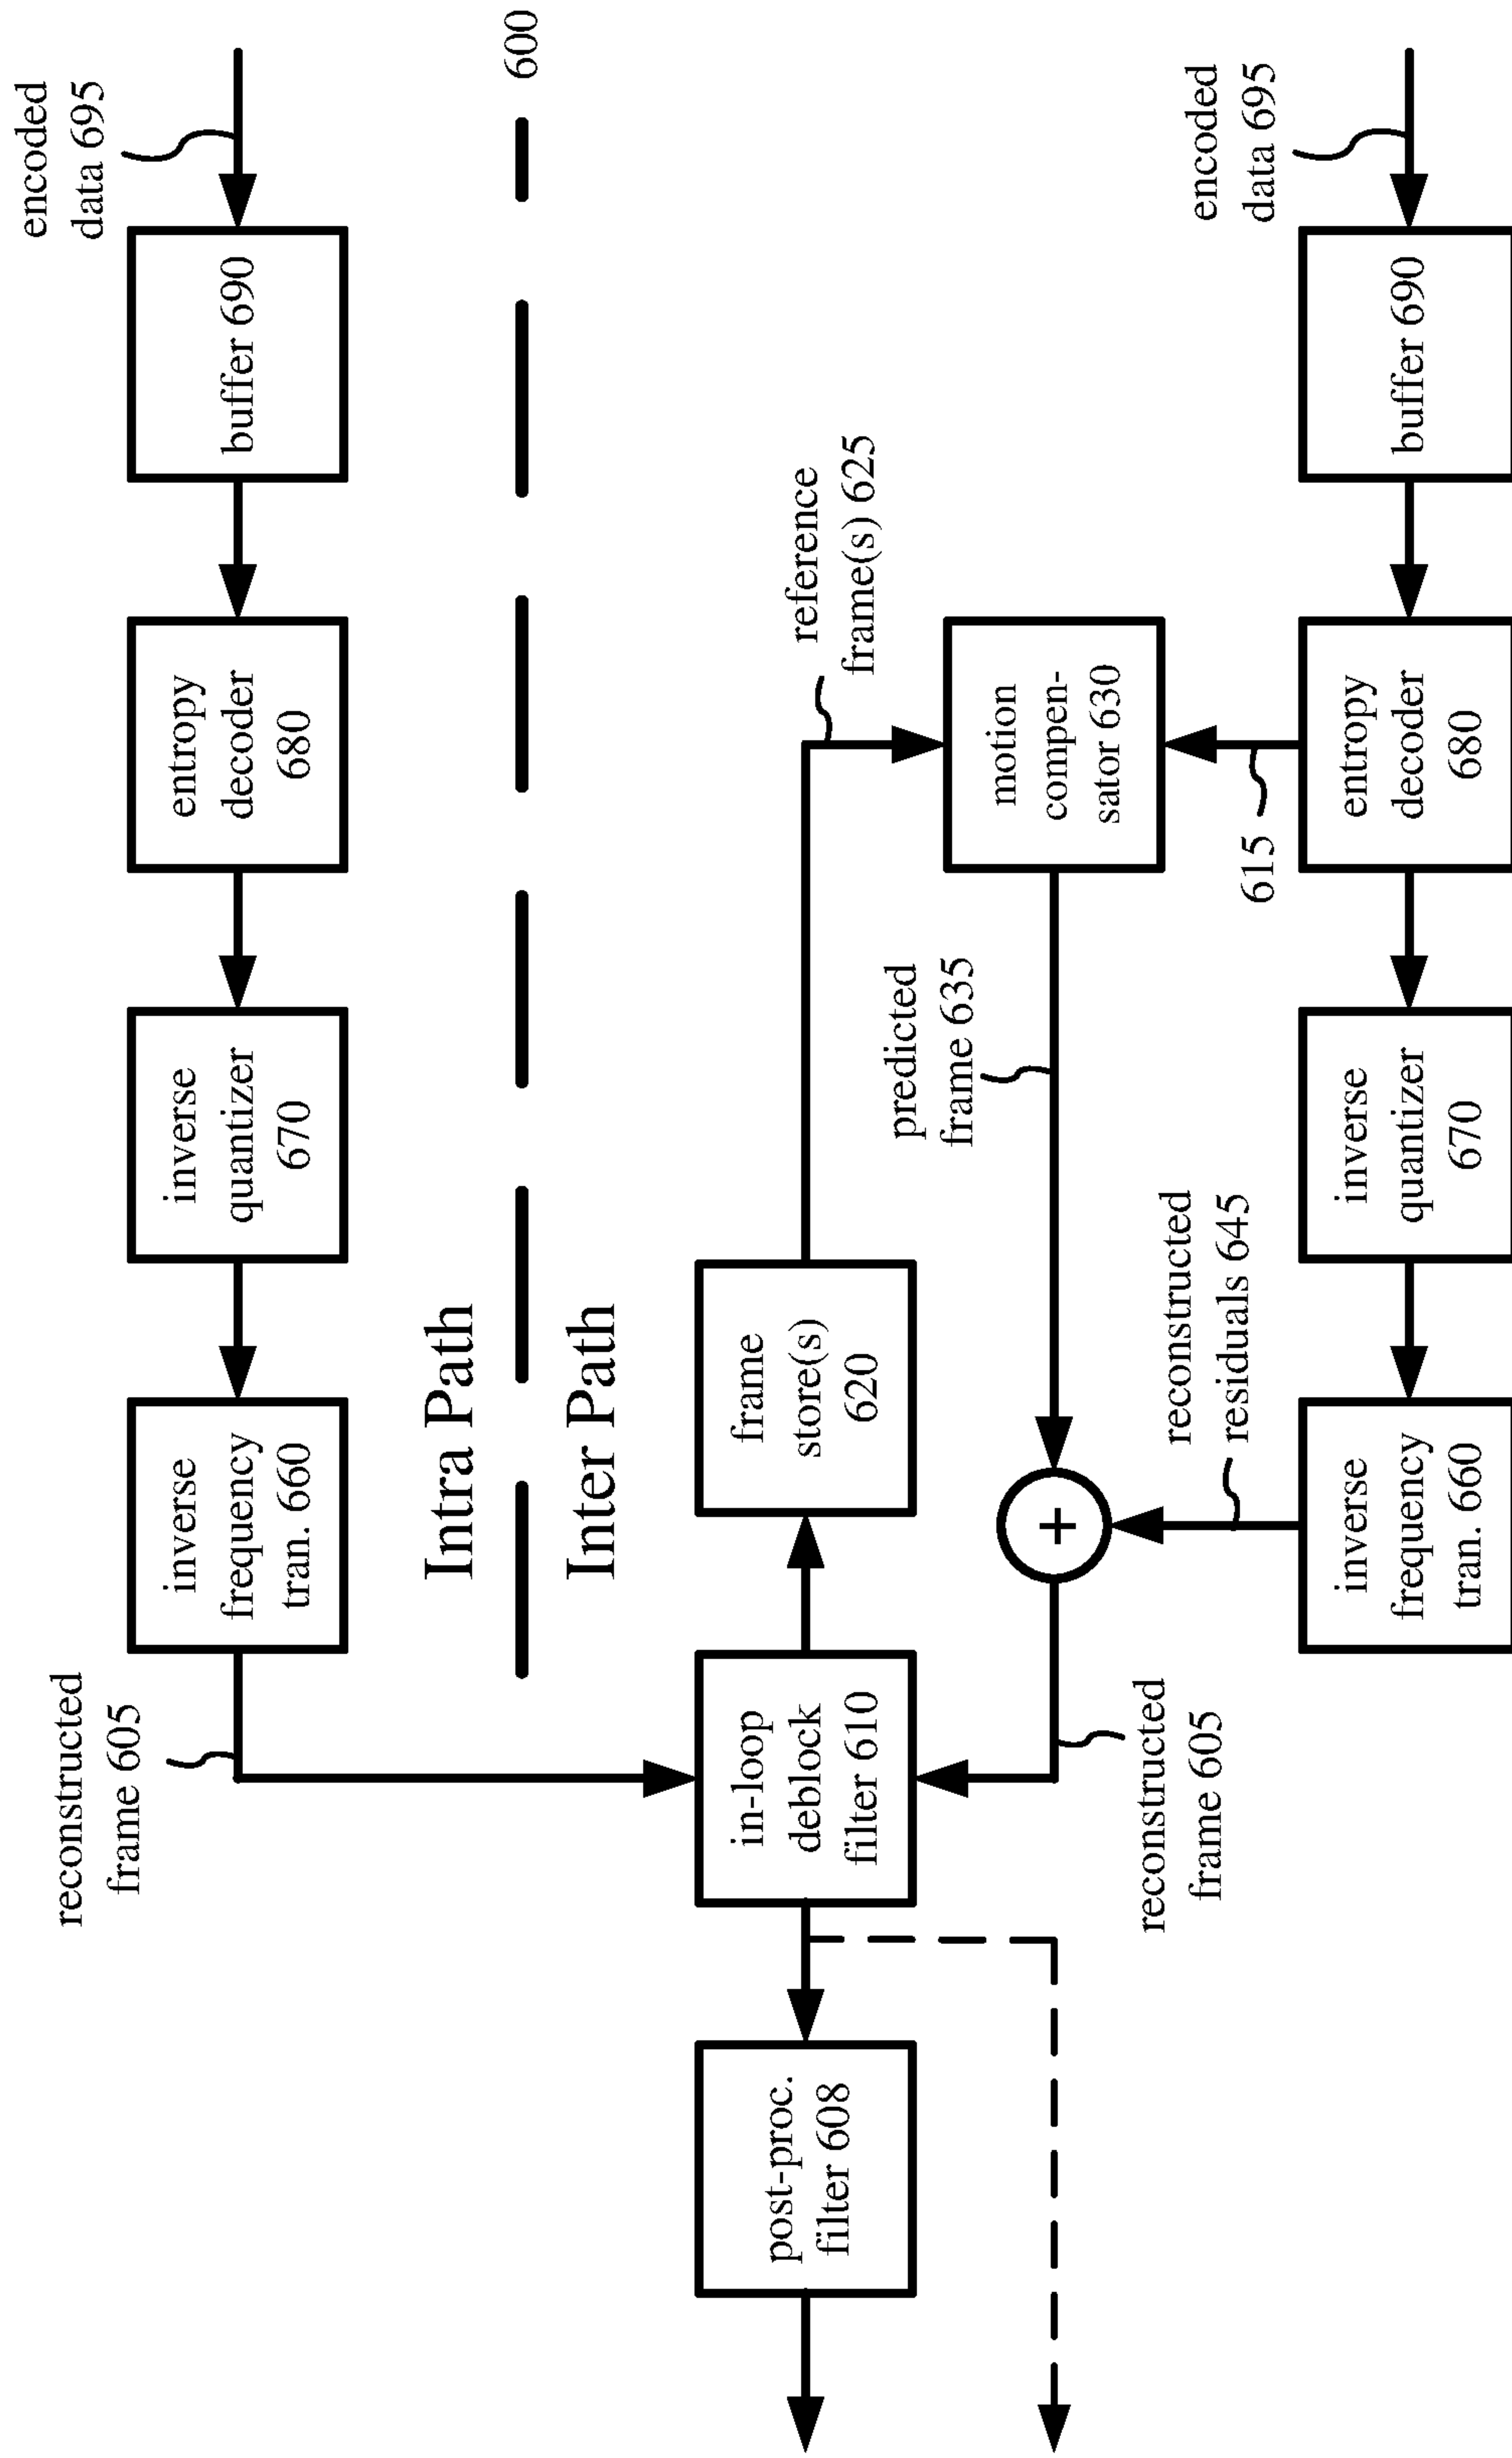 encoded
data 695
buffer 690
entropy
decoder
680
inverse
quantizer
670
inverse
frequency
tran. 660
reconstructed
frame 605
600
Intra Path
Inter Path
reference
frame(s) 625
frame
store(s)
620
in-loop
deblock
filter 610
post-proc.
filter 608
motion
compen-
sator 630
predicted
frame 635
+
reconstructed
frame 605
615
reconstructed
residuals 645
encoded
data 695
buffer 690
entropy
decoder
680
inverse
quantizer
670
inverse
frequency
tran. 660